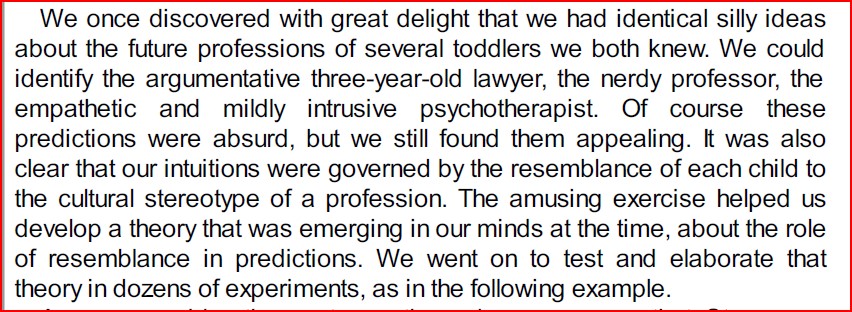 We once discovered with great delight that we had identical silly ideas
about the future professions of several toddlers we both knew. We could
identify the argumentative three-year-old lawyer, the nerdy professor, the
empathetic and mildly intrusive psychotherapist. Of course these
predictions were absurd, but we still found them appealing. It was also
clear that our intuitions were governed by the resemblance of each child to
the cultural stereotype of a profession. The amusing exercise helped us
develop a theory that was emerging in our minds at the time, about the role
of resemblance in predictions. We went on to test and elaborate that
theory in dozens of experiments, as in the following example.